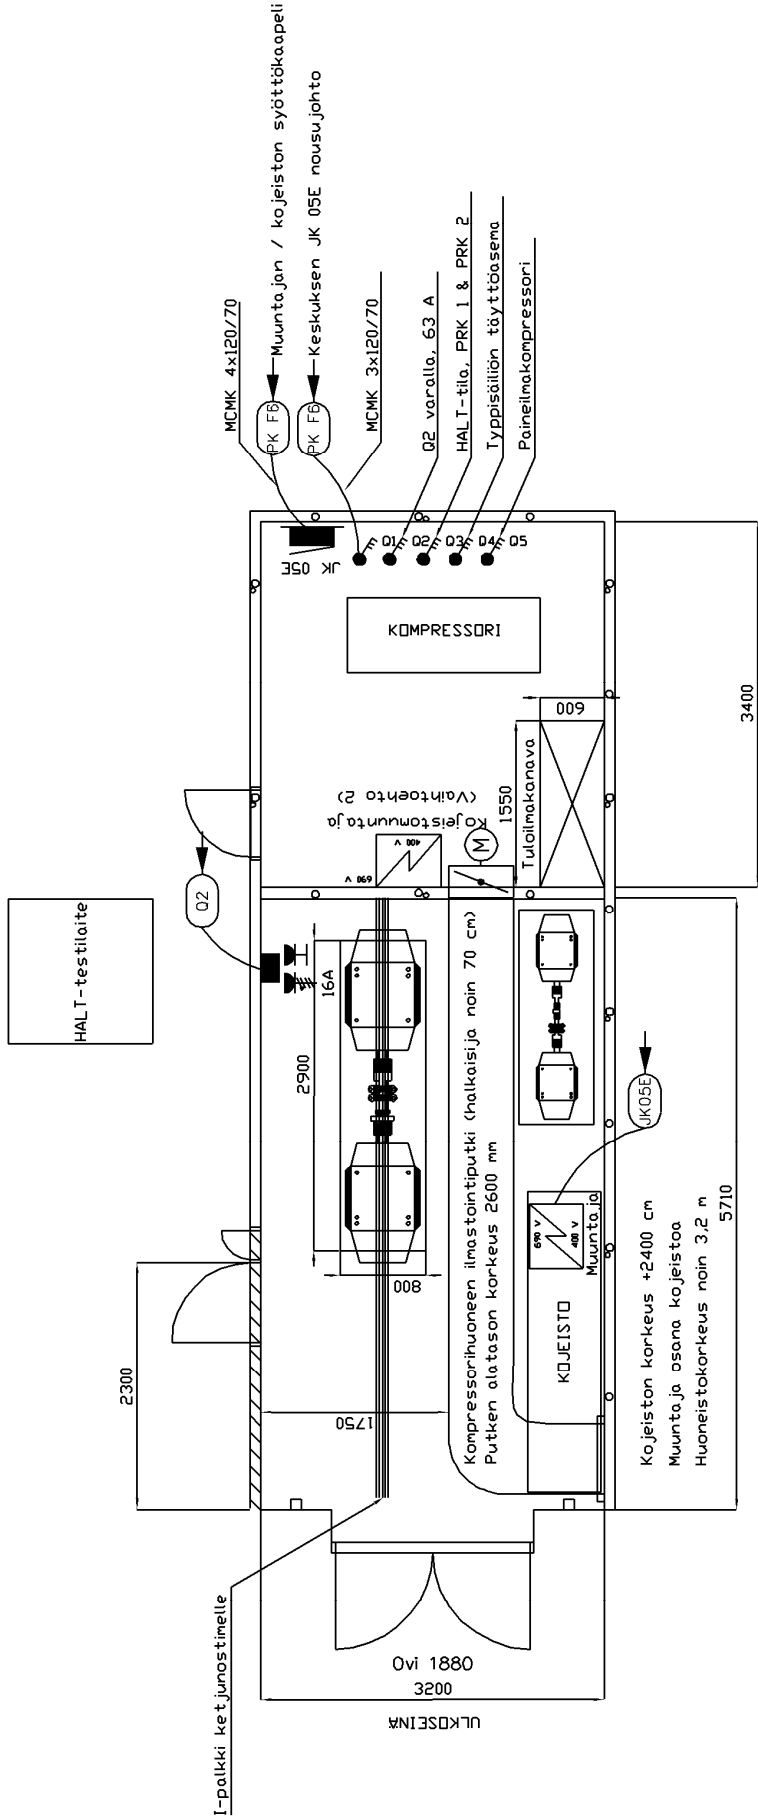 Muuntajan / kojeiston syöttökaapeli
Keskuksen JK 05E nousujohto
MCMK 4x120/70
PK F6
PK F6
MCMK 3x120/70
Q2 varalla, 63 A
HALT-tila, PRK 1 & PRK 2
Typpisäiliön täyttöasema
Paineilmakompressori
JK 05E
Q1
Q2
Q3
Q4
Q5
KOMPRESSORI
3400
600
1550
Tuloilmakanava
Kojeistomuuntaja
(Vaihtoehto 2)
690 V
400 V
M
Q2
HALT-testilaite
16A
2900
800
Kompressorihuoneen ilmastointiputki (halkaisija noin 70 cm)
Putken alatason korkeus 2600 mm
JK05E
690 V
400 V
Muuntaja
KOJEISTO
Kojeiston korkeus +2400 cm
Muuntaja osana kojeistoa
Huoneistokorkeus noin 3,2 m
5710
2300
1750
I-palkki ketjunostimelle
Ovi 1880
3200
ULKOSEINÄ